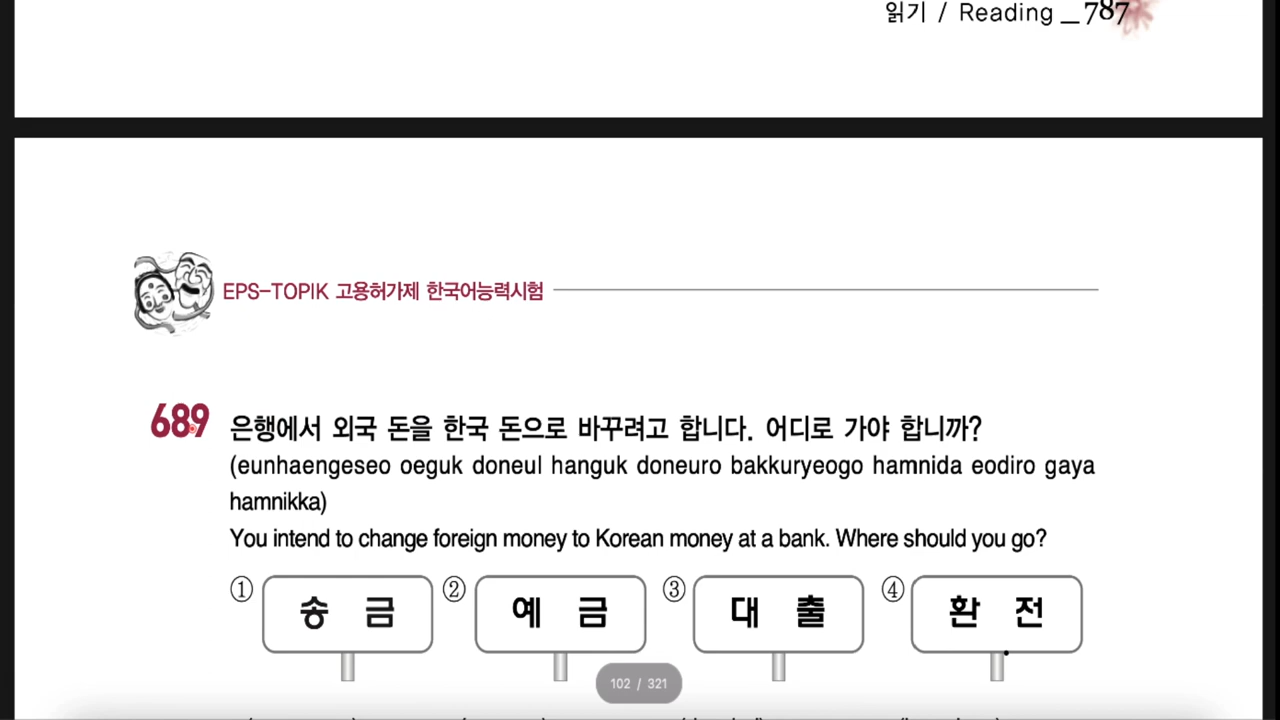 읽기 / Reading _787
EPS-TOPIK 고용허가제 한국어능력시험
689 은행에서 외국 돈을 한국 돈으로 바꾸려고 합니다. 어디로 가야 합니까?
(eunhaengeseo oeguk doneul hanguk doneuro bakkuryeogo hamnida eodiro gaya
hamnikka)
You intend to change foreign money to Korean money at a bank. Where should you go?
① 송 금 ② 예 금 ③ 대 출 ④ 환 전
102 / 321